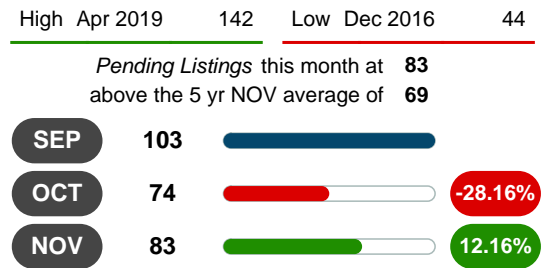 High Apr 2019 142 Low Dec 2016 44
Pending Listings this month at 83
above the 5 yr NOV average of 69
SEP 103
OCT 74 -28.16%
NOV 83 12.16%